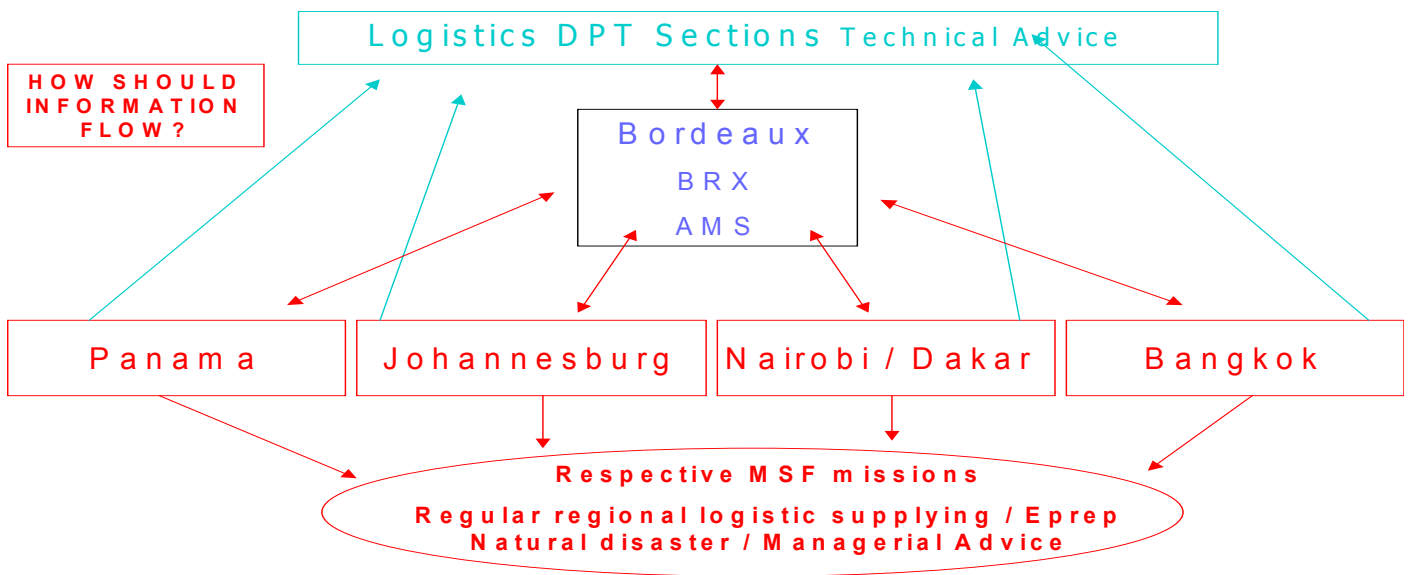 Logistics DPT Sections Technical Advice
HOW SHOULD
INFORMATION
FLOW?
Bordeaux
BRX
AMS
Panama
Johannesburg
Nairobi / Dakar
Bangkok
Respective MSF missions
Regular regional logistic supplying / Eprep
Natural disaster / Managerial Advice